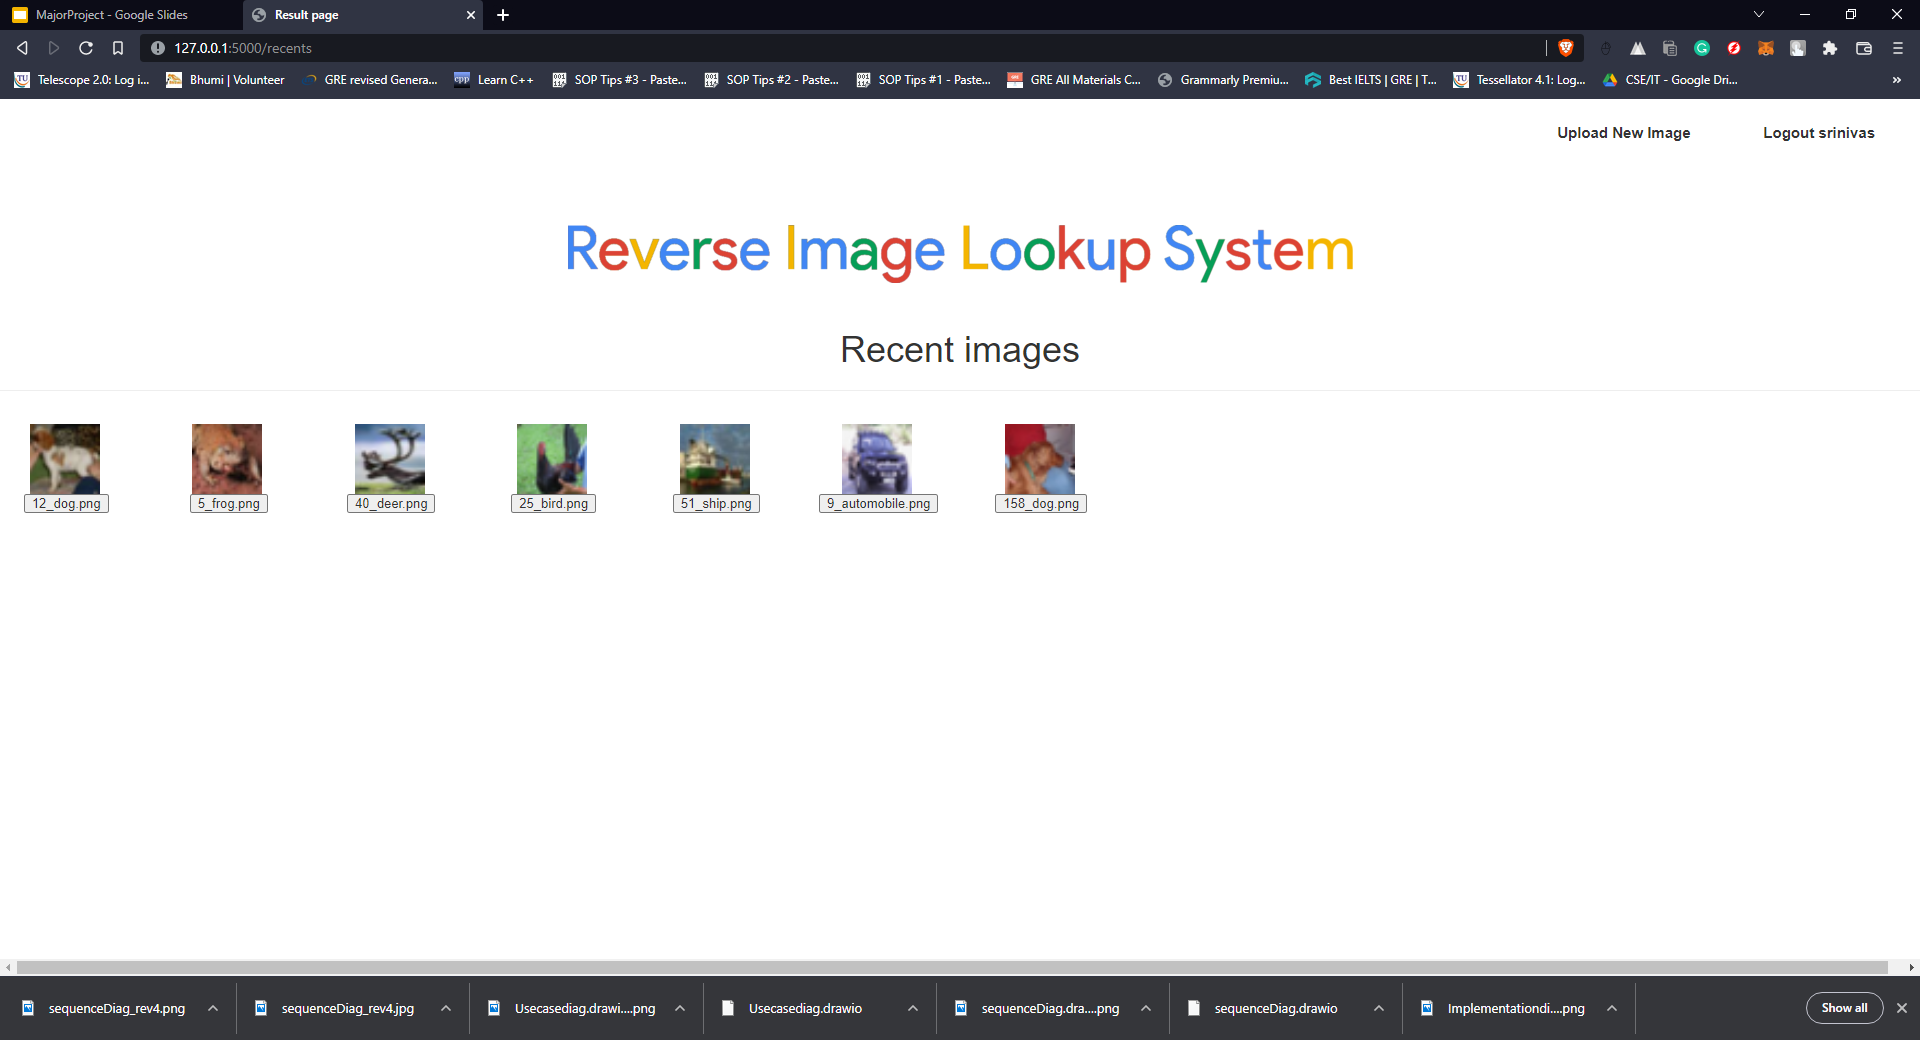 MajorProject - Google Slides
Result page
127.0.0.1:5000/recents
Telescope 2.0: Log i...
Bhumi | Volunteer
GRE revised Genera...
cpp
Learn C++
SOP Tips #3 - Paste...
SOP Tips #2 - Paste...
SOP Tips #1 - Paste...
GRE All Materials C...
Grammarly Premiu...
Best IELTS | GRE | T...
TU
Tessellator 4.1: Log...
CSE/IT - Google Dri...
Upload New Image
Logout srinivas
Reverse Image Lookup System
Recent images
12_dog.png
5_frog.png
40_deer.png
25_bird.png
51_ship.png
9_automobile.png
158_dog.png
sequenceDiag_rev4.png
sequenceDiag_rev4.jpg
Usecasediag.drawi....png
Usecasediag.drawio
sequenceDiag.dra....png
sequenceDiag.drawio
Implementationdi....png
Show all